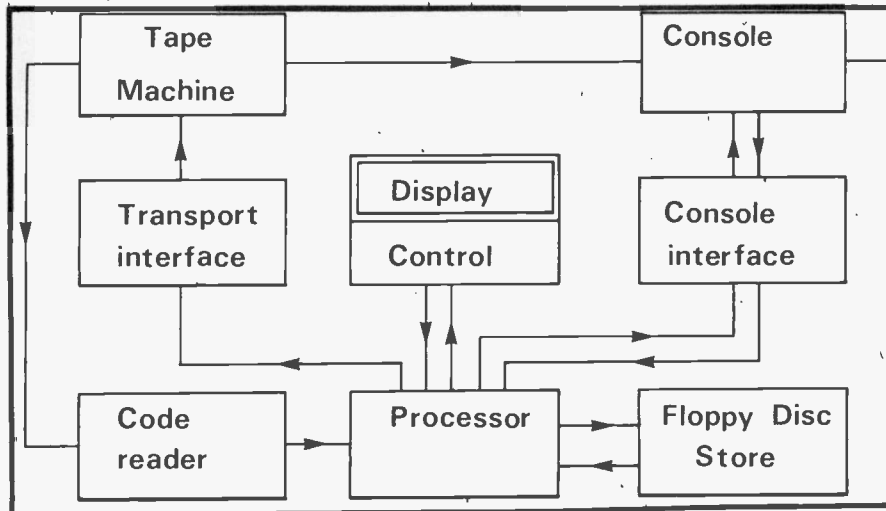 Tape
Machine
Console
Transport
interface
Display
Control
Console
interface
Code
reader
Processor
Floppy Disc
Store